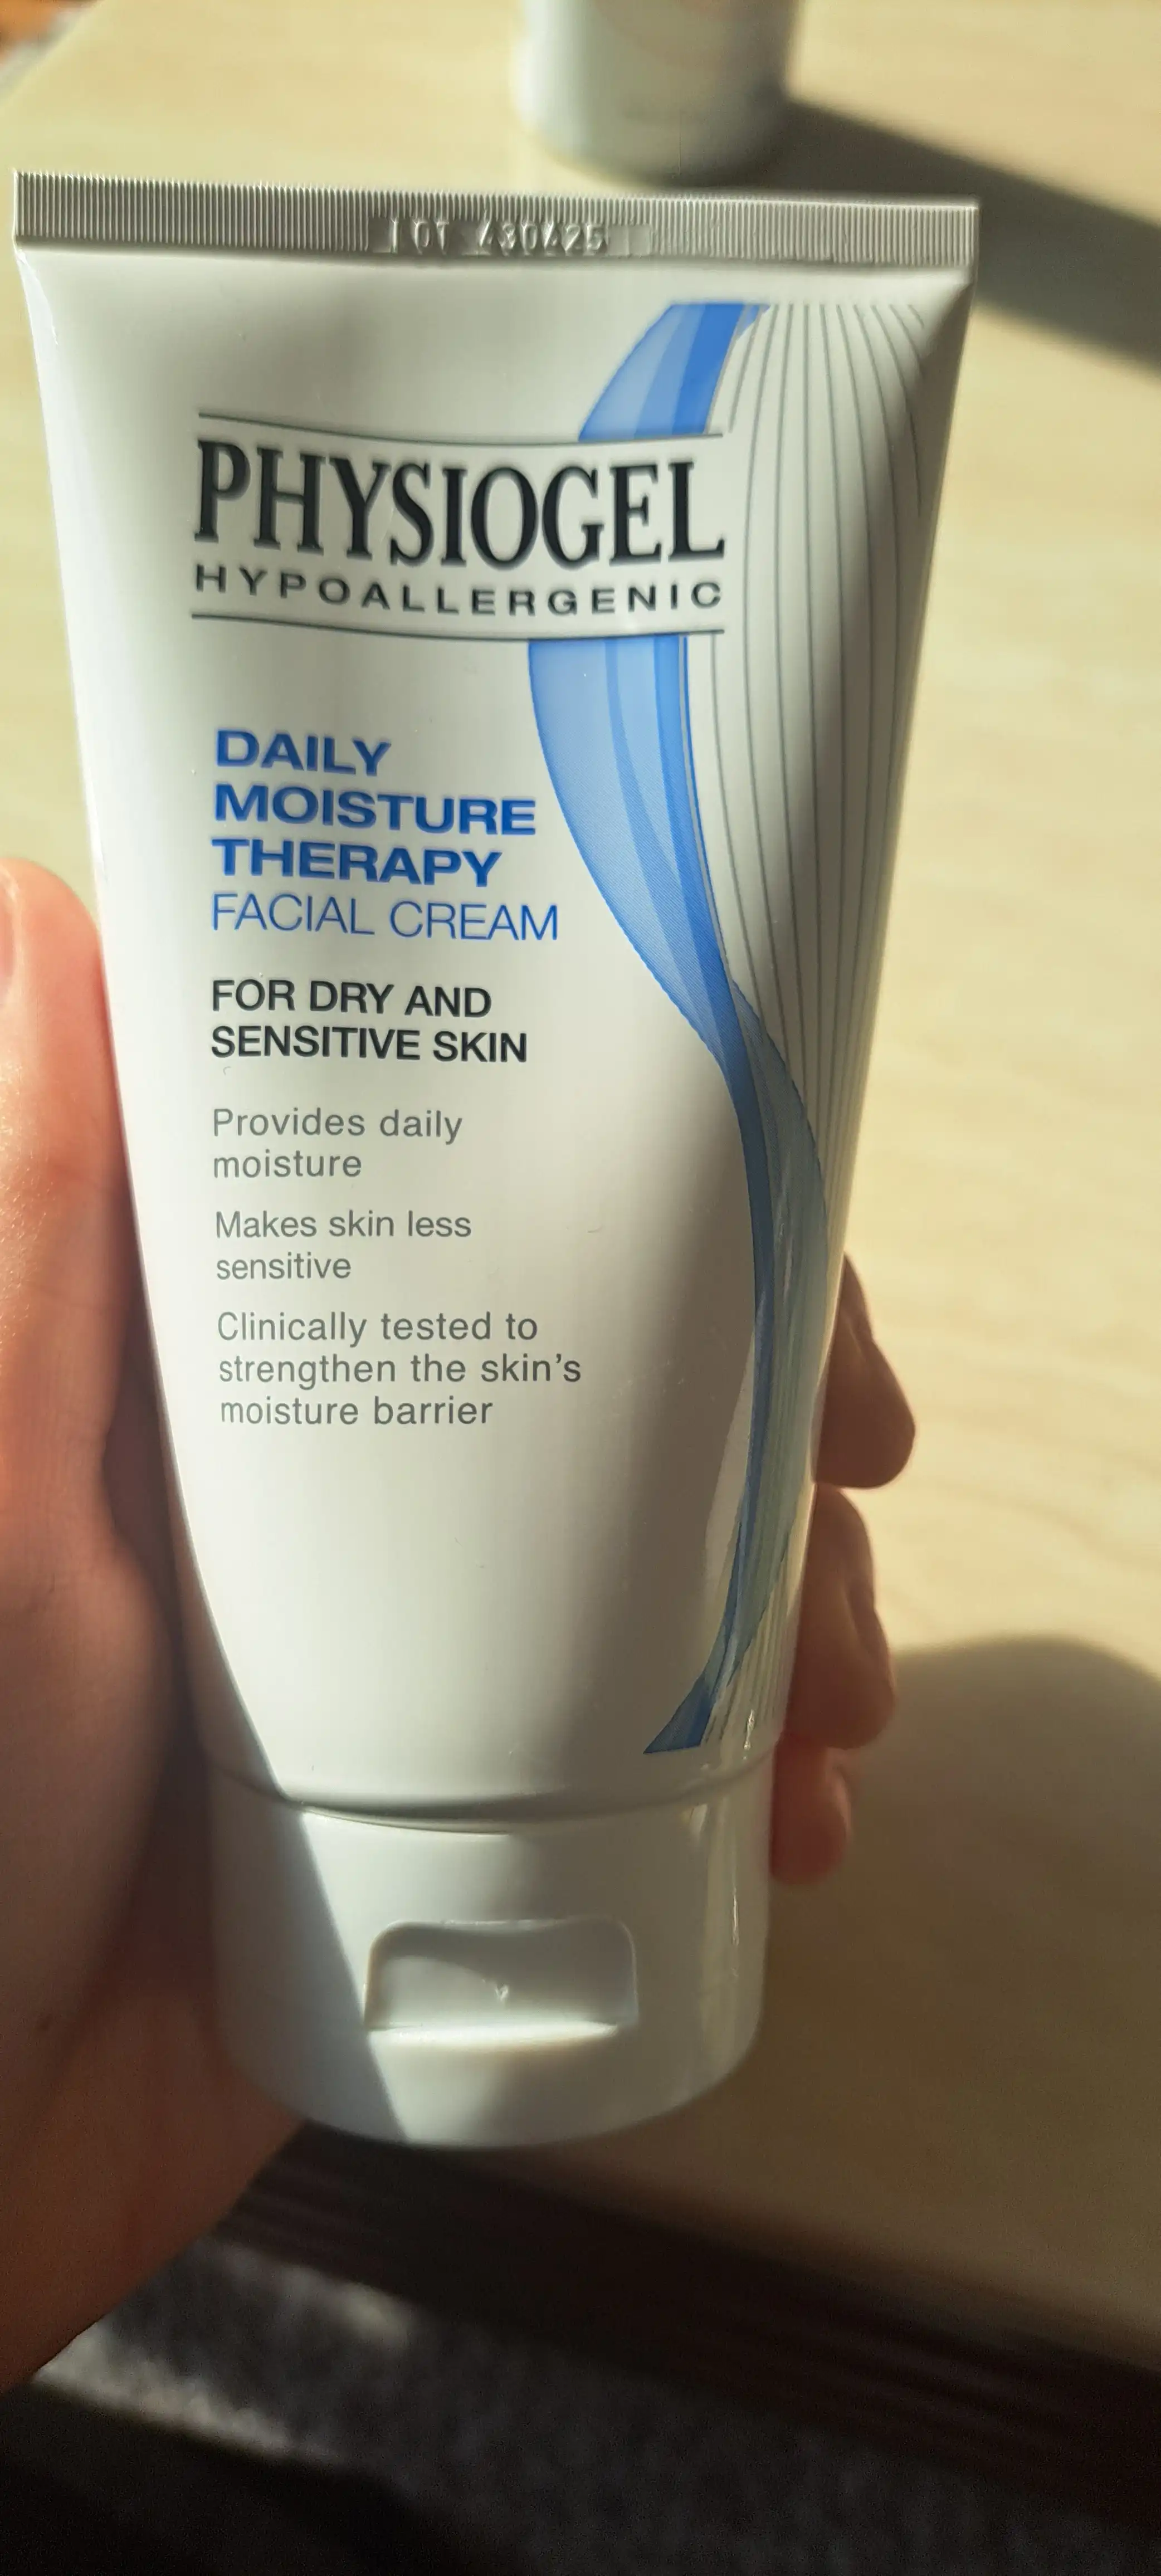 LOT 430425
PHYSIOGEL
HYPOALLERGENIC
DAILY
MOISTURE
THERAPY
FACIAL CREAM
FOR DRY AND
SENSITIVE SKIN
Provides daily
moisture
Makes skin less
sensitive
Clinically tested to
strengthen the skin's
moisture barrier